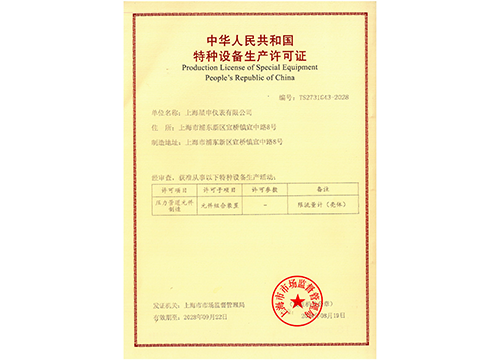 中华人民共和国
特种设备生产许可证
Production License of Special Equipment
People's Republic of China
编号：TS2731G43-2028
单位名称：上海 申仪表有限公司
住 所：上海市浦东新区宣桥镇宣中路8号
制造地址：上海市浦东新区宣桥镇宣中路8号
经审查，获准从事以下特种设备生产活动：
许可项目 许可子项目 许可参数 备注
压力管道元件制造 元件组合装置 - 限流量计（壳体）
上海市市场监督管理局
发证机关：上海市市场监督管理局
有效期至：2028年09月22日
09月19日